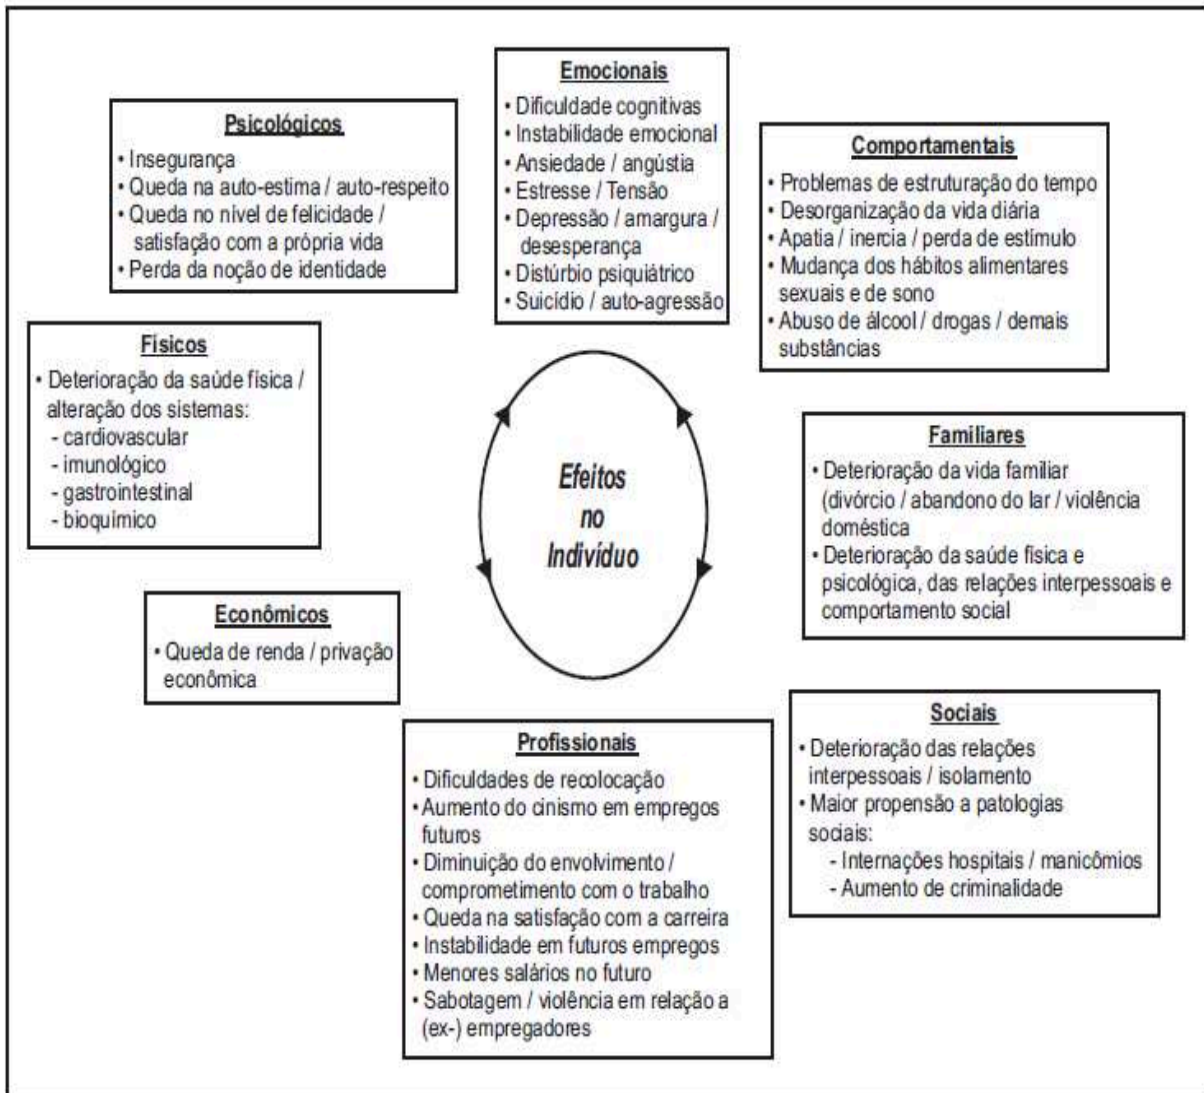 Emocionais
• Dificuldade cognitivas
• Instabilidade emocional
• Ansiedade / angústia
• Estresse / Tensão
• Depressão / amargura /
desesperança
• Distúrbio psiquiátrico
• Suicídio / auto-agressão
Psicológicos
• Insegurança
• Queda na auto-estima / auto-respeito
• Queda no nível de felicidade /
satisfação com a própria vida
• Perda da noção de identidade
Comportamentais
• Problemas de estruturação do tempo
• Desorganização da vida diária
• Apatia / inercia / perda de estímulo
• Mudança dos hábitos alimentares
sexuais e de sono
• Abuso de álcool / drogas / demais
substâncias
Físicos
• Deterioração da saúde física /
alteração dos sistemas:
- cardiovascular
- imunológico
- gastrointestinal
- bioquímico
Efeitos
no
Indivíduo
Familiares
• Deterioração da vida familiar
(divórcio / abandono do lar / violência
doméstica
• Deterioração da saúde física e
psicológica, das relações interpessoais e
comportamento social
Econômicos
• Queda de renda / privação
econômica
Profissionais
• Dificuldades de recolocação
• Aumento do cinismo em empregos
futuros
• Diminuição do envolvimento /
comprometimento com o trabalho
• Queda na satisfação com a carreira
• Instabilidade em futuros empregos
• Menores salários no futuro
• Sabotagem / violência em relação a
(ex-) empregadores
Sociais
• Deterioração das relações
interpessoais / isolamento
• Maior propensão a patologias
sociais:
- Internações hospitais / manicômios
- Aumento de criminalidade